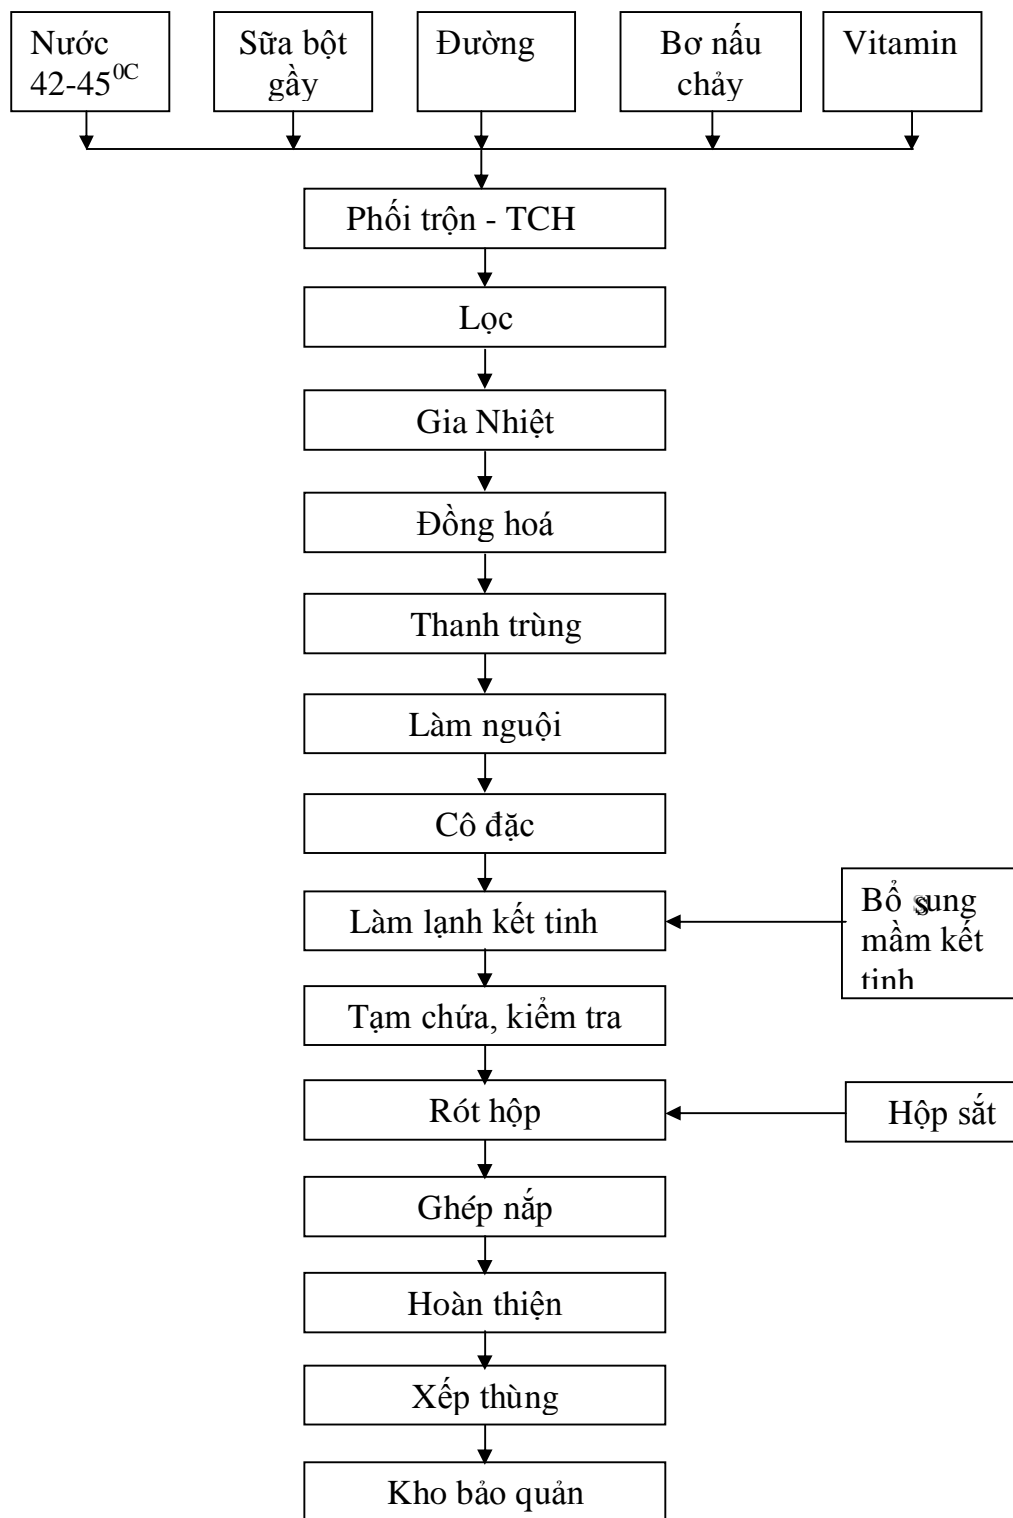 Nước
42-45⁰ᶜ
Sữa bột
gầy
Đường
Bơ nấu
chảy
Vitamin
Phối trộn - TCH
Lọc
Gia Nhiệt
Đồng hoá
Thanh trùng
Làm nguội
Cô đặc
Làm lạnh kết tinh
Bổ sung
mầm kết
tinh
Tạm chứa, kiểm tra
Rót hộp
Hộp sắt
Ghép nắp
Hoàn thiện
Xếp thùng
Kho bảo quản